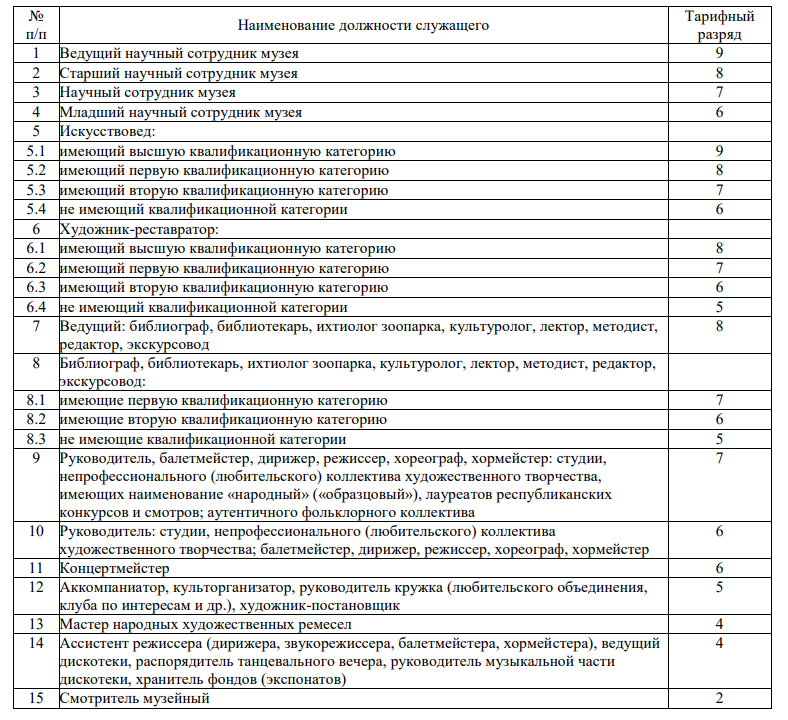 №
п/п
Наименование должности служащего
Тарифный
разряд
1 Ведущий научный сотрудник музея 9
2 Старший научный сотрудник музея 8
3 Научный сотрудник музея 7
4 Младший научный сотрудник музея 6
5 Искусствовед:
5.1 имеющий высшую квалификационную категорию 9
5.2 имеющий первую квалификационную категорию 8
5.3 имеющий вторую квалификационную категорию 7
5.4 не имеющий квалификационной категории 6
6 Художник-реставратор:
6.1 имеющий высшую квалификационную категорию 8
6.2 имеющий первую квалификационную категорию 7
6.3 имеющий вторую квалификационную категорию 6
6.4 не имеющий квалификационной категории 5
7 Ведущий: библиограф, библиотекарь, ихтиолог зоопарка, культуролог, лектор, методист, 8
редактор, экскурсовод
8 Библиограф, библиотекарь, ихтиолог зоопарка, культуролог, лектор, методист, редактор,
экскурсовод:
8.1 имеющие первую квалификационную категорию 7
8.2 имеющие вторую квалификационную категорию 6
8.3 не имеющие квалификационной категории 5
9 Руководитель, балетмейстер, дирижер, режиссер, хореограф, хормейстер: студии, 7
непрофессионального (любительского) коллектива художественного творчества,
имеющих наименование «народный» («образцовый»), лауреатов республиканских
конкурсов и смотров; аутентичного фольклорного коллектива
10 Руководитель: студии, непрофессионального (любительского) коллектива 6
художественного творчества; балетмейстер, дирижер, режиссер, хореограф, хормейстер
11 Концертмейстер 6
12 Аккомпаниатор, культорганизатор, руководитель кружка (любительского объединения, 5
клуба по интересам и др.), художник-постановщик
13 Мастер народных художественных ремесел 4
14 Ассистент режиссера (дирижера, звукорежиссера, балетмейстера, хормейстера), ведущий 4
дискотеки, распорядитель танцевального вечера, руководитель музыкальной части
дискотеки, хранитель фондов (экспонатов)
15 Смотритель музейный 2